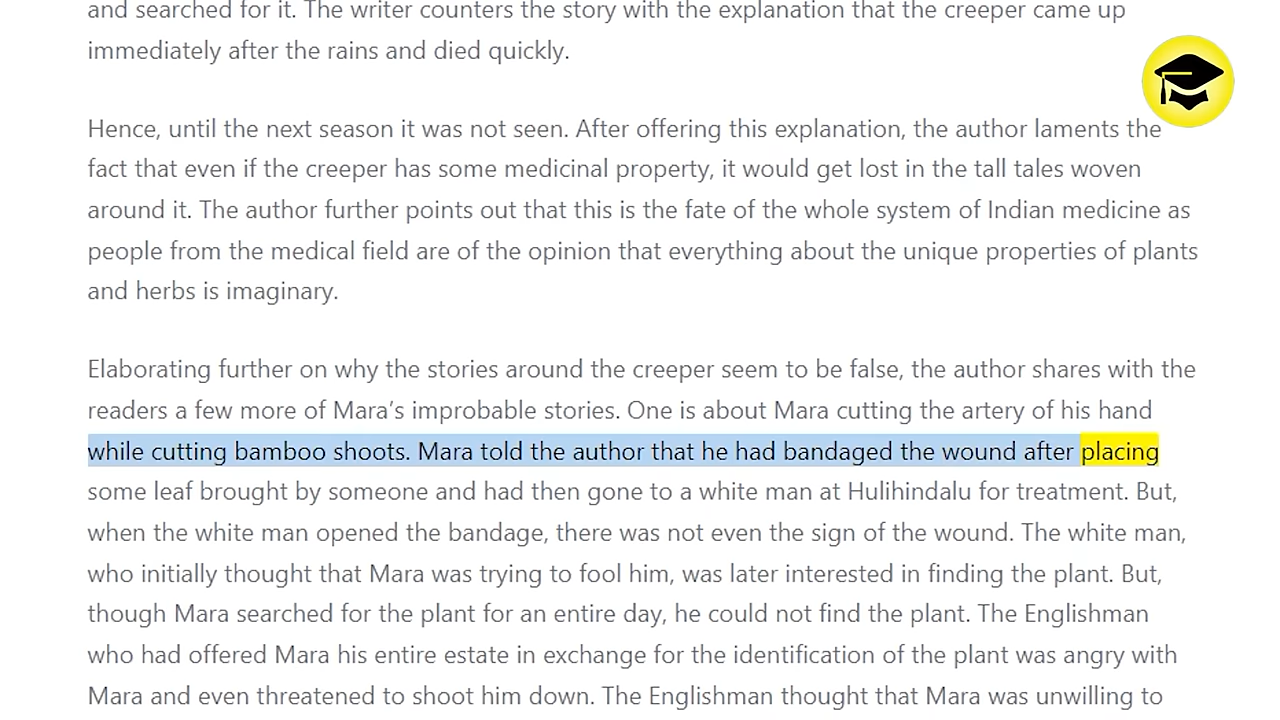 and searched for it. The writer counters the story with the explanation that the creeper came up
immediately after the rains and died quickly.
Hence, until the next season it was not seen. After offering this explanation, the author laments the
fact that even if the creeper has some medicinal property, it would get lost in the tall tales woven
around it. The author further points out that this is the fate of the whole system of Indian medicine as
people from the medical field are of the opinion that everything about the unique properties of plants
and herbs is imaginary.
Elaborating further on why the stories around the creeper seem to be false, the author shares with the
readers a few more of Mara’s improbable stories. One is about Mara cutting the artery of his hand
while cutting bamboo shoots. Mara told the author that he had bandaged the wound after placing
some leaf brought by someone and had then gone to a white man at Hulihindalu for treatment. But,
when the white man opened the bandage, there was not even the sign of the wound. The white man,
who initially thought that Mara was trying to fool him, was later interested in finding the plant. But,
though Mara searched for the plant for an entire day, he could not find the plant. The Englishman
who had offered Mara his entire estate in exchange for the identification of the plant was angry with
Mara and even threatened to shoot him down. The Englishman thought that Mara was unwilling to